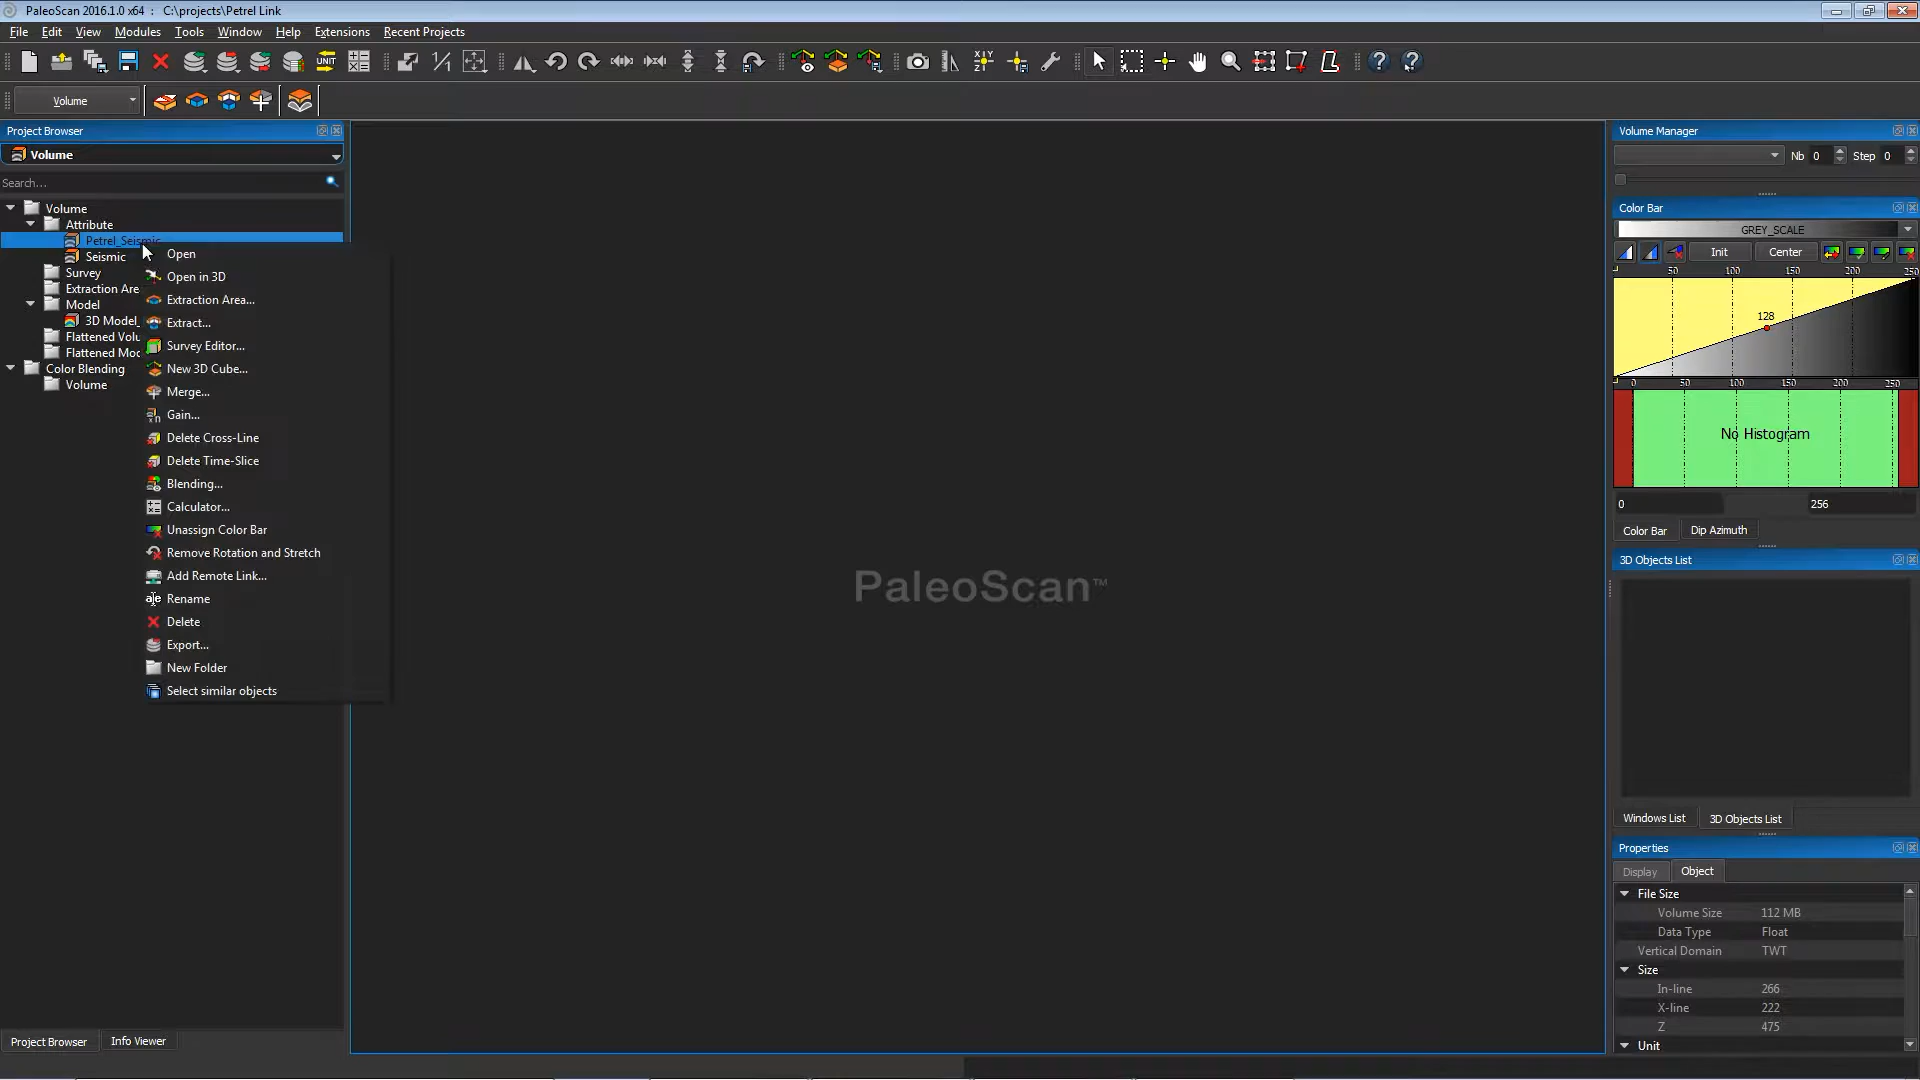 PaleoScan 2016.1.0 x64 : C:\projects\Petrel Link
File Edit View Modules Tools Window Help Extensions Recent Projects
UNIT
Volume
Project Browser
Volume
Search...
Volume
Attribute
Petrel_Seismic
Seismic
Survey
Extraction Are
Model
3D Model_
Flattened Volu
Flattened Mod
Color Blending
Volume
Open
Open in 3D
Extraction Area...
Extract...
Survey Editor...
New 3D Cube...
Merge...
Gain...
Delete Cross-Line
Delete Time-Slice
Blending...
Calculator...
Unassign Color Bar
Remove Rotation and Stretch
Add Remote Link...
Rename
Delete
Export...
New Folder
Select similar objects
PaleoScan™
Project Browser Info Viewer
Volume Manager
Nb 0 Step 0
Color Bar
GREY_SCALE
Init Center
50 100 150 200 250
128
0 50 100 150 200 250
No Histogram
0 256
Color Bar Dip Azimuth
3D Objects List
Windows List 3D Objects List
Properties
Display Object
File Size
Volume Size 112 MB
Data Type Float
Vertical Domain TWT
Size
In-line 266
X-line 222
Z 475
Unit